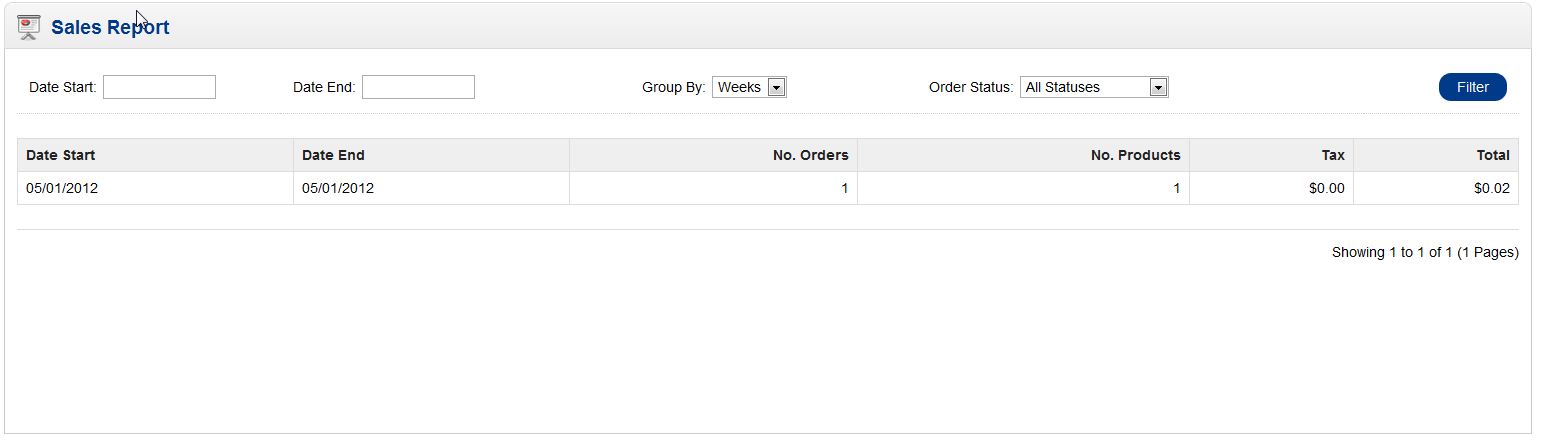 Sales Report
Date Start: Date End: Group By: Weeks Order Status: All Statuses Filter
Date Start Date End No. Orders No. Products Tax Total
05/01/2012 05/01/2012 1 1 $0.00 $0.02
Showing 1 to 1 of 1 (1 Pages)